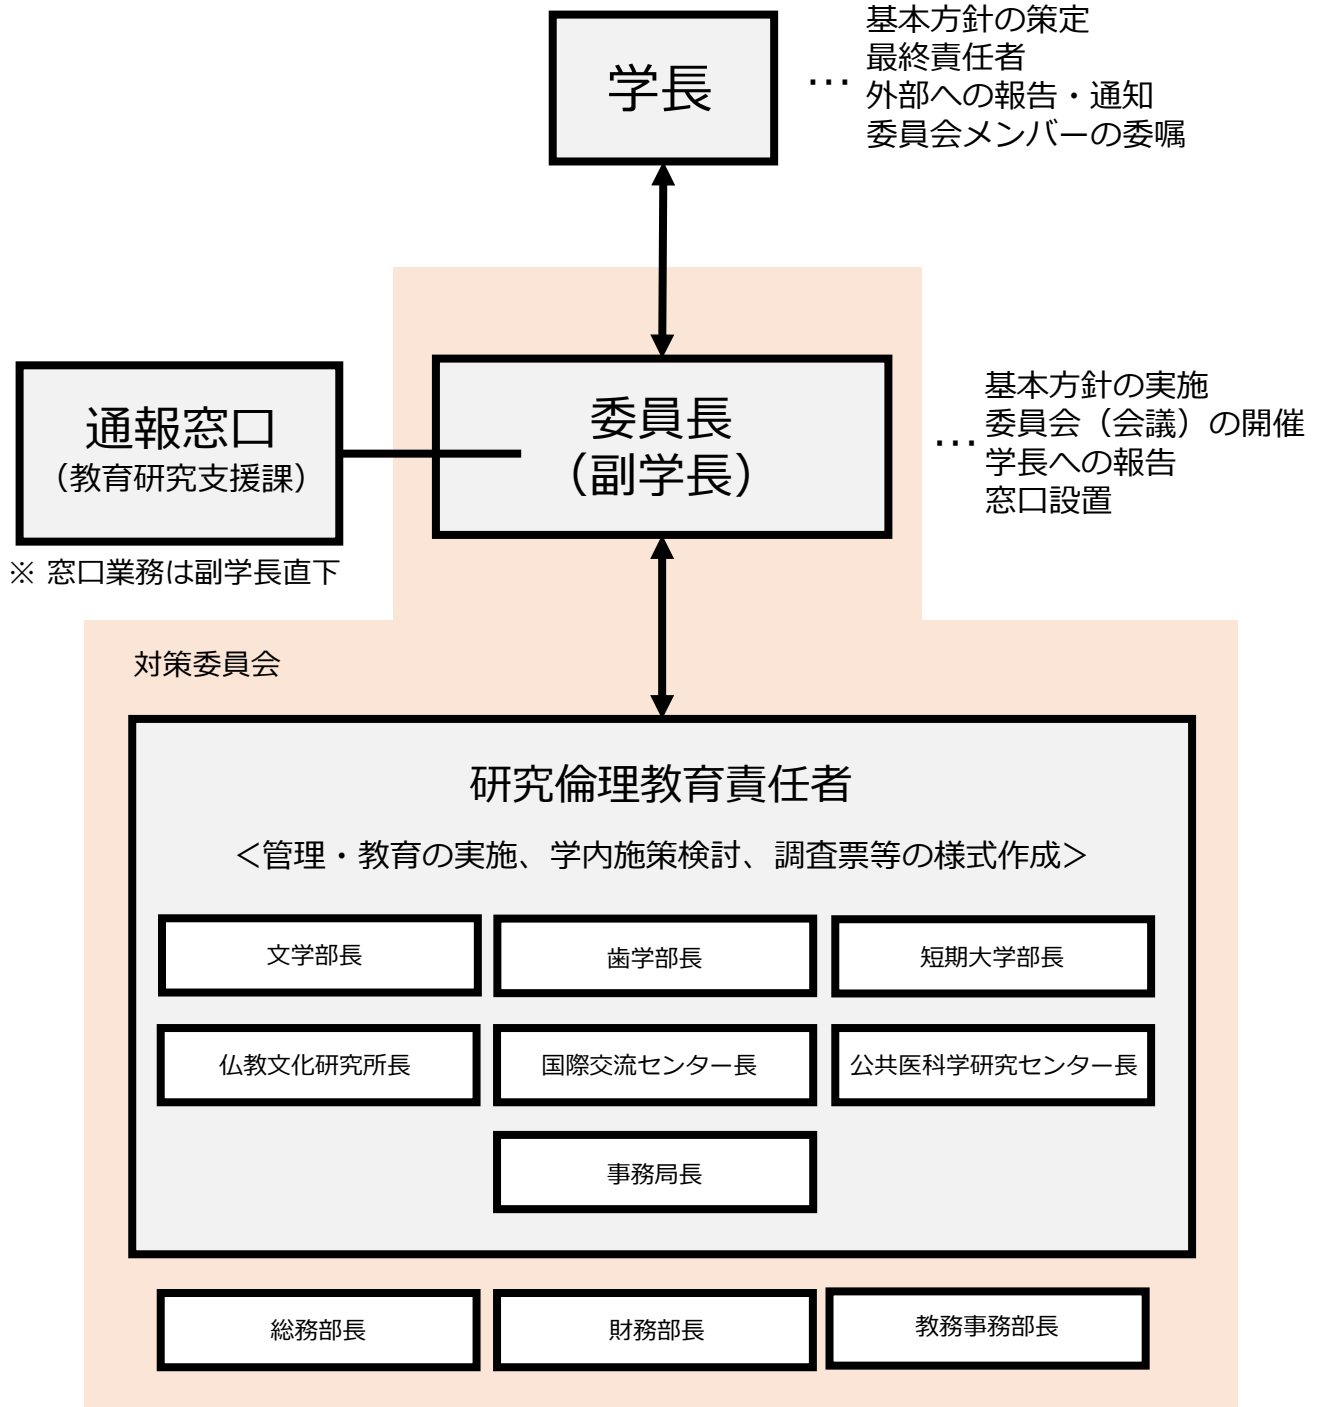 学長
…
基本方針の策定
最終責任者
外部への報告・通知
委員会メンバーの委嘱
通報窓口
（教育研究支援課）
※ 窓口業務は副学長直下
委員長
（副学長）
…
基本方針の実施
委員会（会議）の開催
学長への報告
窓口設置
対策委員会
研究倫理教育責任者
＜管理・教育の実施、学内施策検討、調査票等の様式作成＞
文学部長
歯学部長
短期大学部長
仏教文化研究所長
国際交流センター長
公共医科学研究センター長
事務局長
総務部長
財務部長
教務事務部長